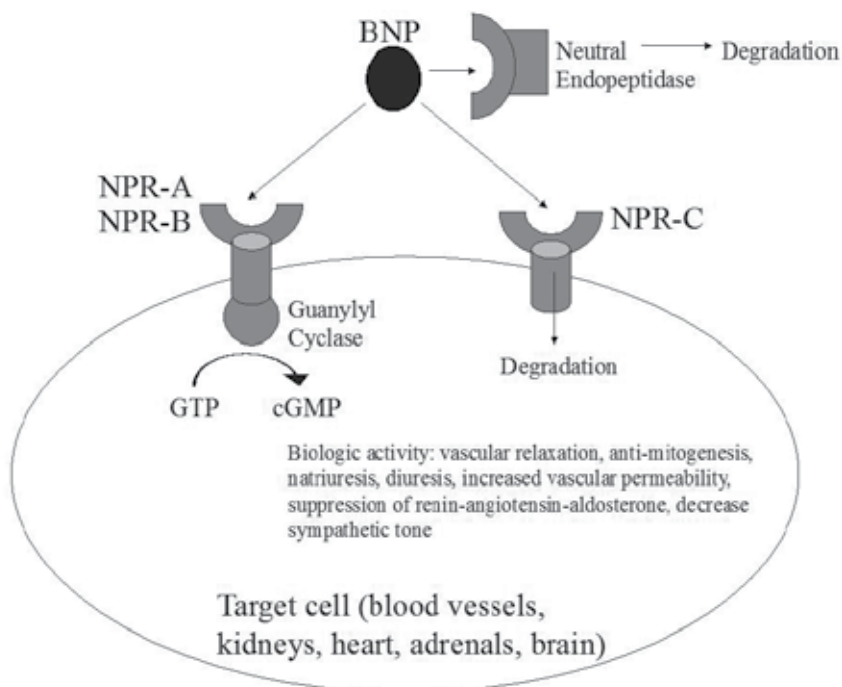 BNP
Neutral
Endopeptidase
Degradation
NPR-A
NPR-B
NPR-C
Guanylyl
Cyclase
Degradation
GTP
cGMP
Biologic activity: vascular relaxation, anti-mitogenesis,
natriuresis, diuresis, increased vascular permeability,
suppression of renin-angiotensin-aldosterone, decrease
sympathetic tone
Target cell (blood vessels,
kidneys, heart, adrenals, brain)